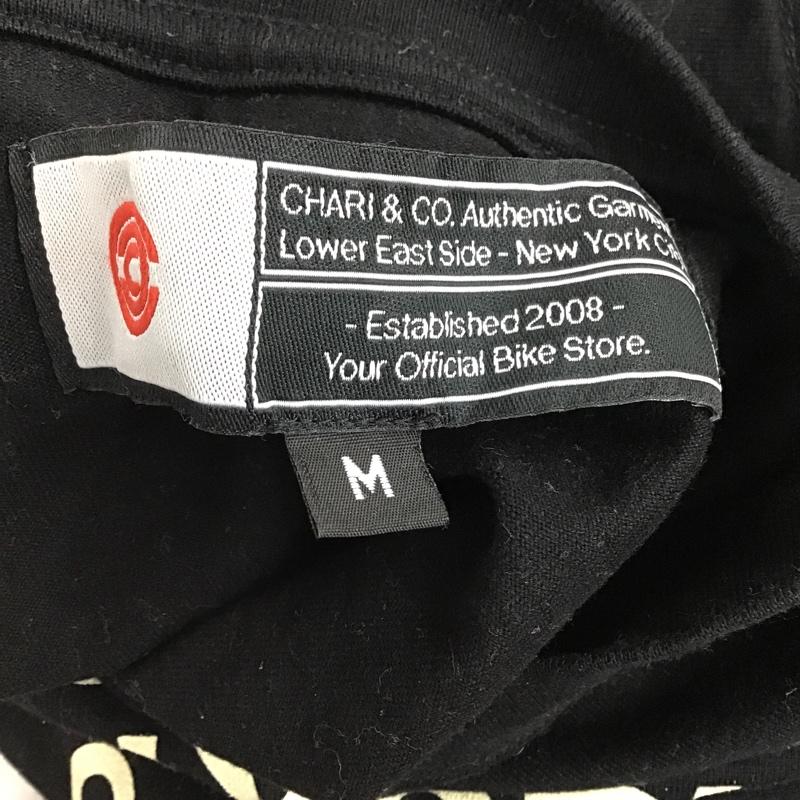 CHARI & CO. Authentic
Lower East Side - New York
- Established 2008 -
Your Official Bike Store.
M